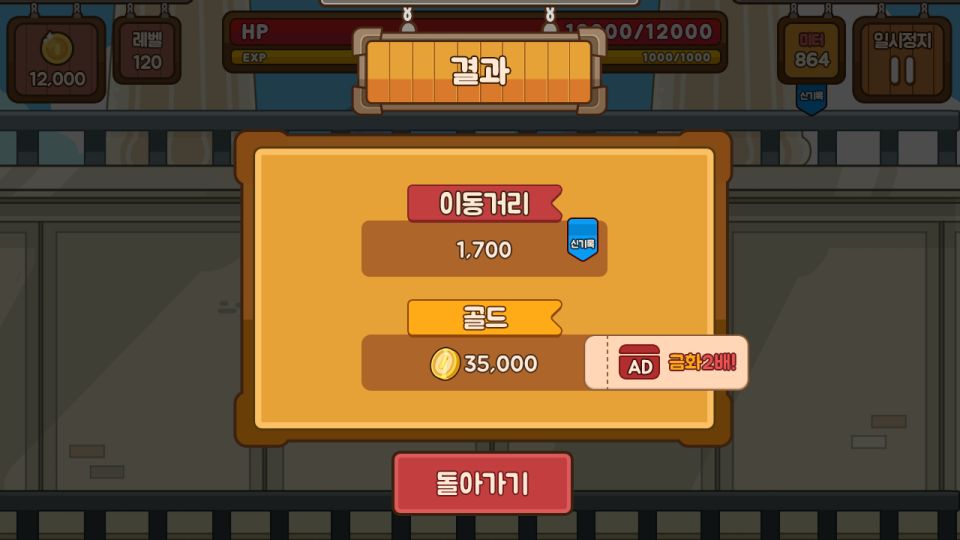 HP
12000/12000
EXP
1000/1000
12,000
레벨
120
미터
864
신기록
일시정지
결과
이동거리
1,700
신기록
골드
35,000
AD 금화2배!
돌아가기